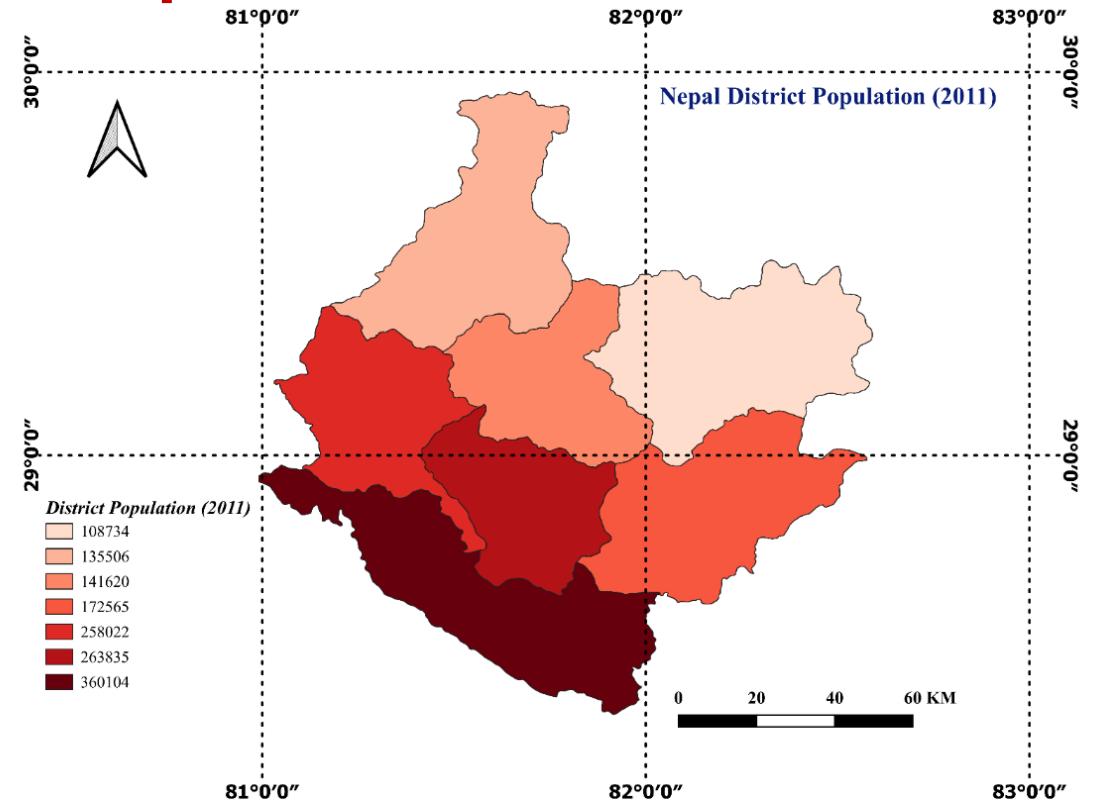 81°0′0″ 82°0′0″ 83°0′0″
30°0′0″
30°0′0″
Nepal District Population (2011)
29°0′0″
29°0′0″
District Population (2011)
108734
135506
141620
172565
258022
263835
360104
0 20 40 60 KM
81°0′0″ 82°0′0″ 83°0′0″